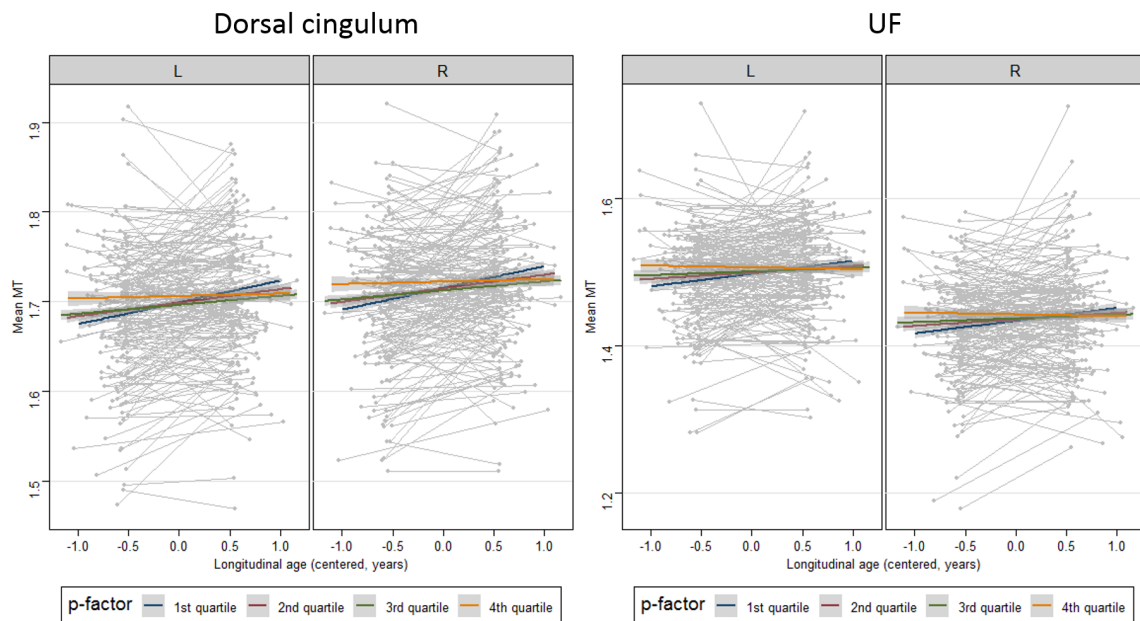 Dorsal cingulum
UF
L
R
L
R
Mean MT
1.9
1.8
1.7
1.6
1.5
-1.0 -0.5 0.0 0.5 1.0
-1.0 -0.5 0.0 0.5 1.0
Longitudinal age (centered, years)
p-factor 1st quartile 2nd quartile 3rd quartile 4th quartile
Mean MT
1.6
1.4
1.2
-1.0 -0.5 0.0 0.5 1.0
-1.0 -0.5 0.0 0.5 1.0
Longitudinal age (centered, years)
p-factor 1st quartile 2nd quartile 3rd quartile 4th quartile